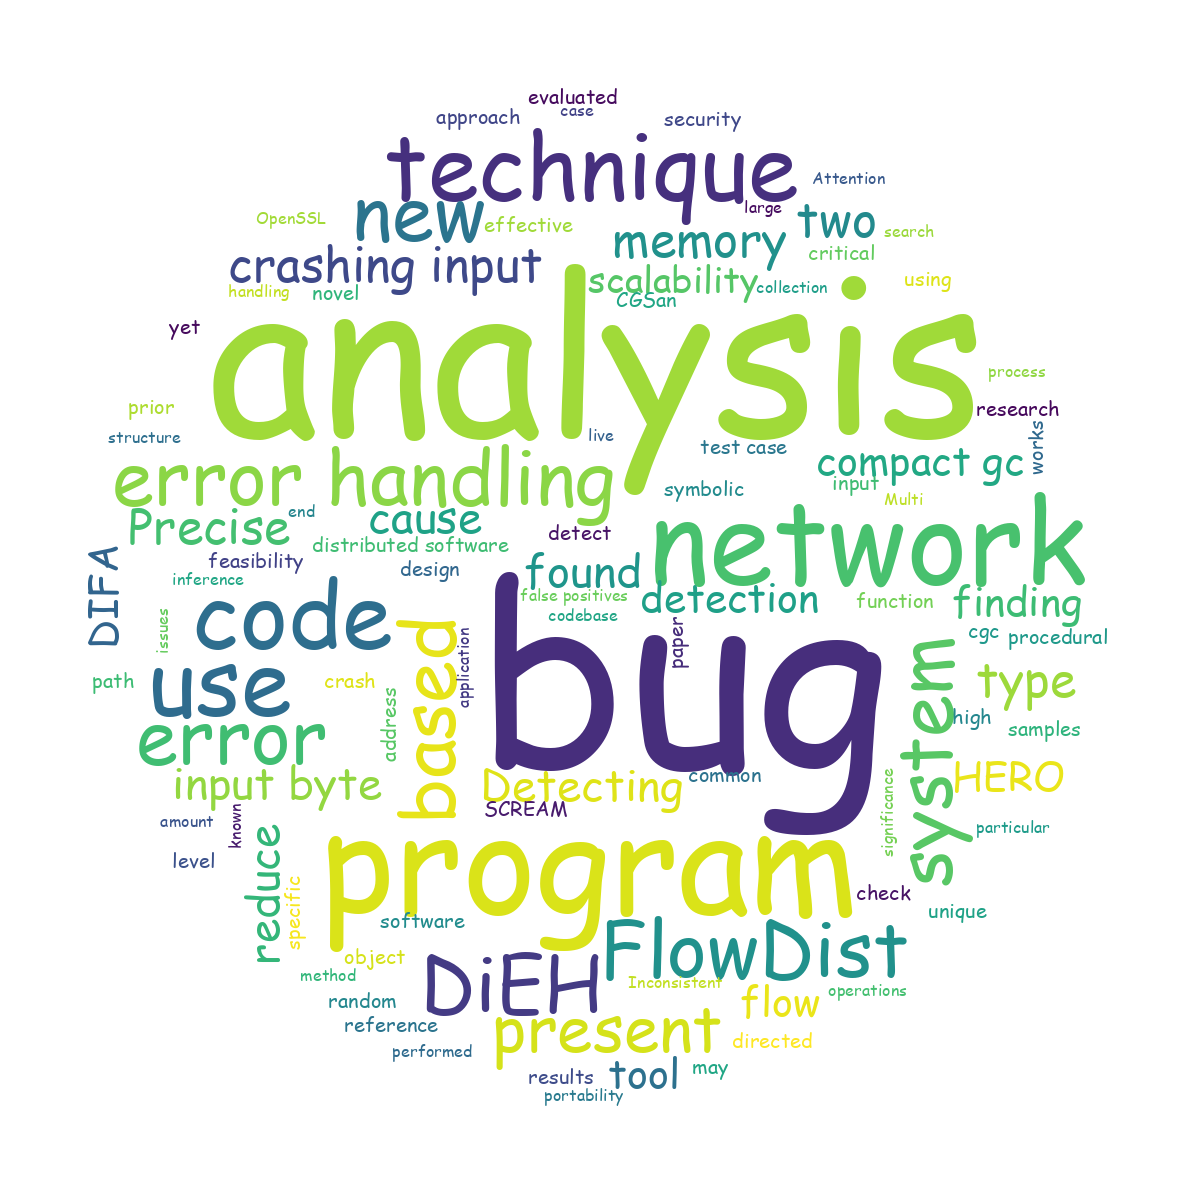 evaluated
case
approach
security
technique
Attention
large
new
OpenSSL
effective
two
memory
search
critical
crashing input
scalability
using
collection
handling
novel
CGSan
yet
analysis
process
prior
research
structure
live
works
test case
compact gc
error handling
symbolic
input
Multi
end
cause
Precise
network
detect
distributed software
feasibility
DIFA
design
found
inference
false positives
detection
function
finding
code
codebase
issues
cgc
procedural
paper
bug
based
application
path
use
crash
type
system
high
samples
address
error
common
HERO
input byte
Detecting
SCREAM
significance
amount
known
particular
level
program
reduce
specific
check
unique
software
FlowDist
object
method
DiEH
Inconsistent
operations
random
flow
reference
present
directed
performed
tool
may
results
portability